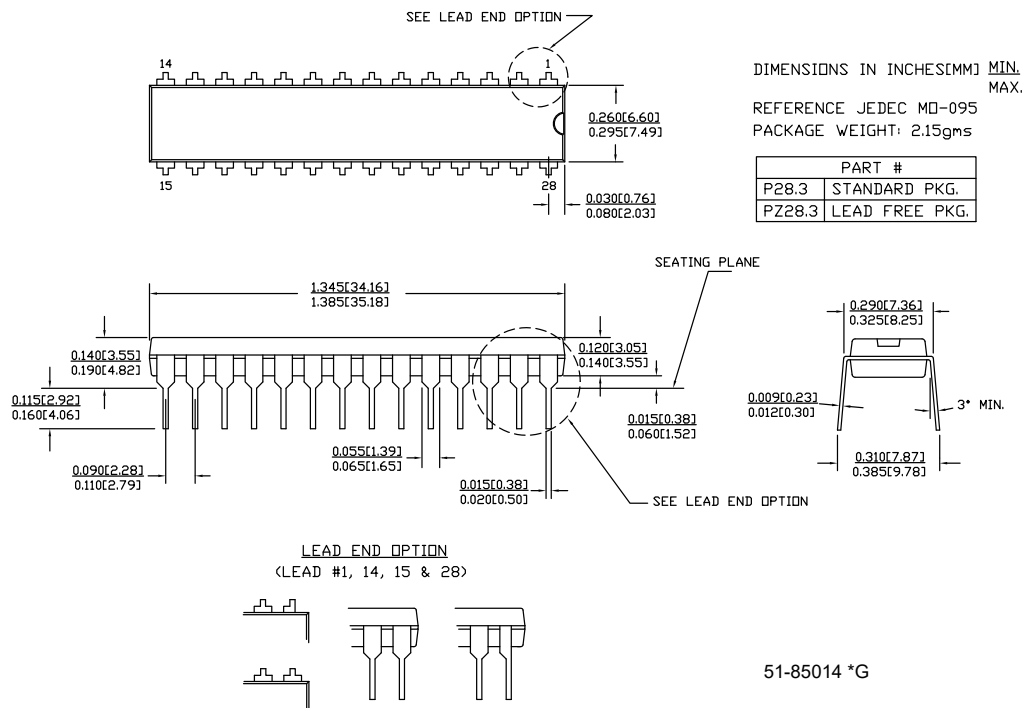 SEE LEAD END OPTION
14
1
DIMENSIONS IN INCHES[MM] MIN.
MAX.
REFERENCE JEDEC MO-095
PACKAGE WEIGHT: 2.15gms
0.260[6.60]
0.295[7.49]
PART #
P28.3 STANDARD PKG.
PZ28.3 LEAD FREE PKG.
15
28
0.030[0.76]
0.080[2.03]
SEATING PLANE
1.345[34.16]
1.385[35.18]
0.290[7.36]
0.325[8.25]
0.140[3.55]
0.190[4.82]
0.120[3.05]
0.140[3.55]
0.115[2.92]
0.160[4.06]
0.015[0.38]
0.060[1.52]
0.009[0.23]
0.012[0.30]
3° MIN.
0.055[1.39]
0.065[1.65]
0.090[2.28]
0.110[2.79]
0.015[0.38]
0.020[0.50]
0.310[7.87]
0.385[9.78]
SEE LEAD END OPTION
LEAD END OPTION
(LEAD #1, 14, 15 & 28)
51-85014 *G